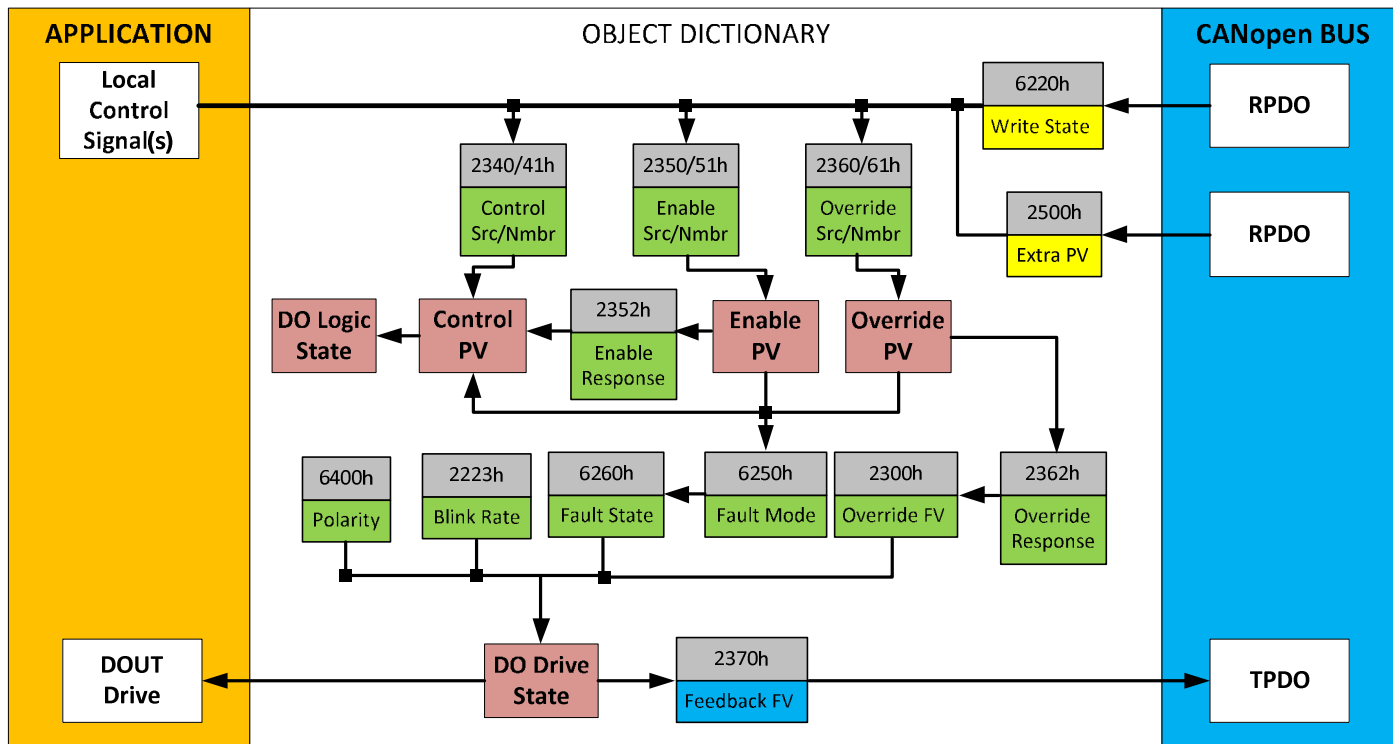 APPLICATION
OBJECT DICTIONARY
CANopen BUS
Local
Control
Signal(s)
6220h
Write State
RPDO
2340/41h
Control
Src/Nmbr
2350/51h
Enable
Src/Nmbr
2360/61h
Override
Src/Nmbr
2500h
Extra PV
RPDO
DO Logic
State
Control
PV
2352h
Enable
Response
Enable
PV
Override
PV
6400h
Polarity
2223h
Blink Rate
6260h
Fault State
6250h
Fault Mode
2300h
Override FV
2362h
Override
Response
DOUT
Drive
DO Drive
State
2370h
Feedback FV
TPDO